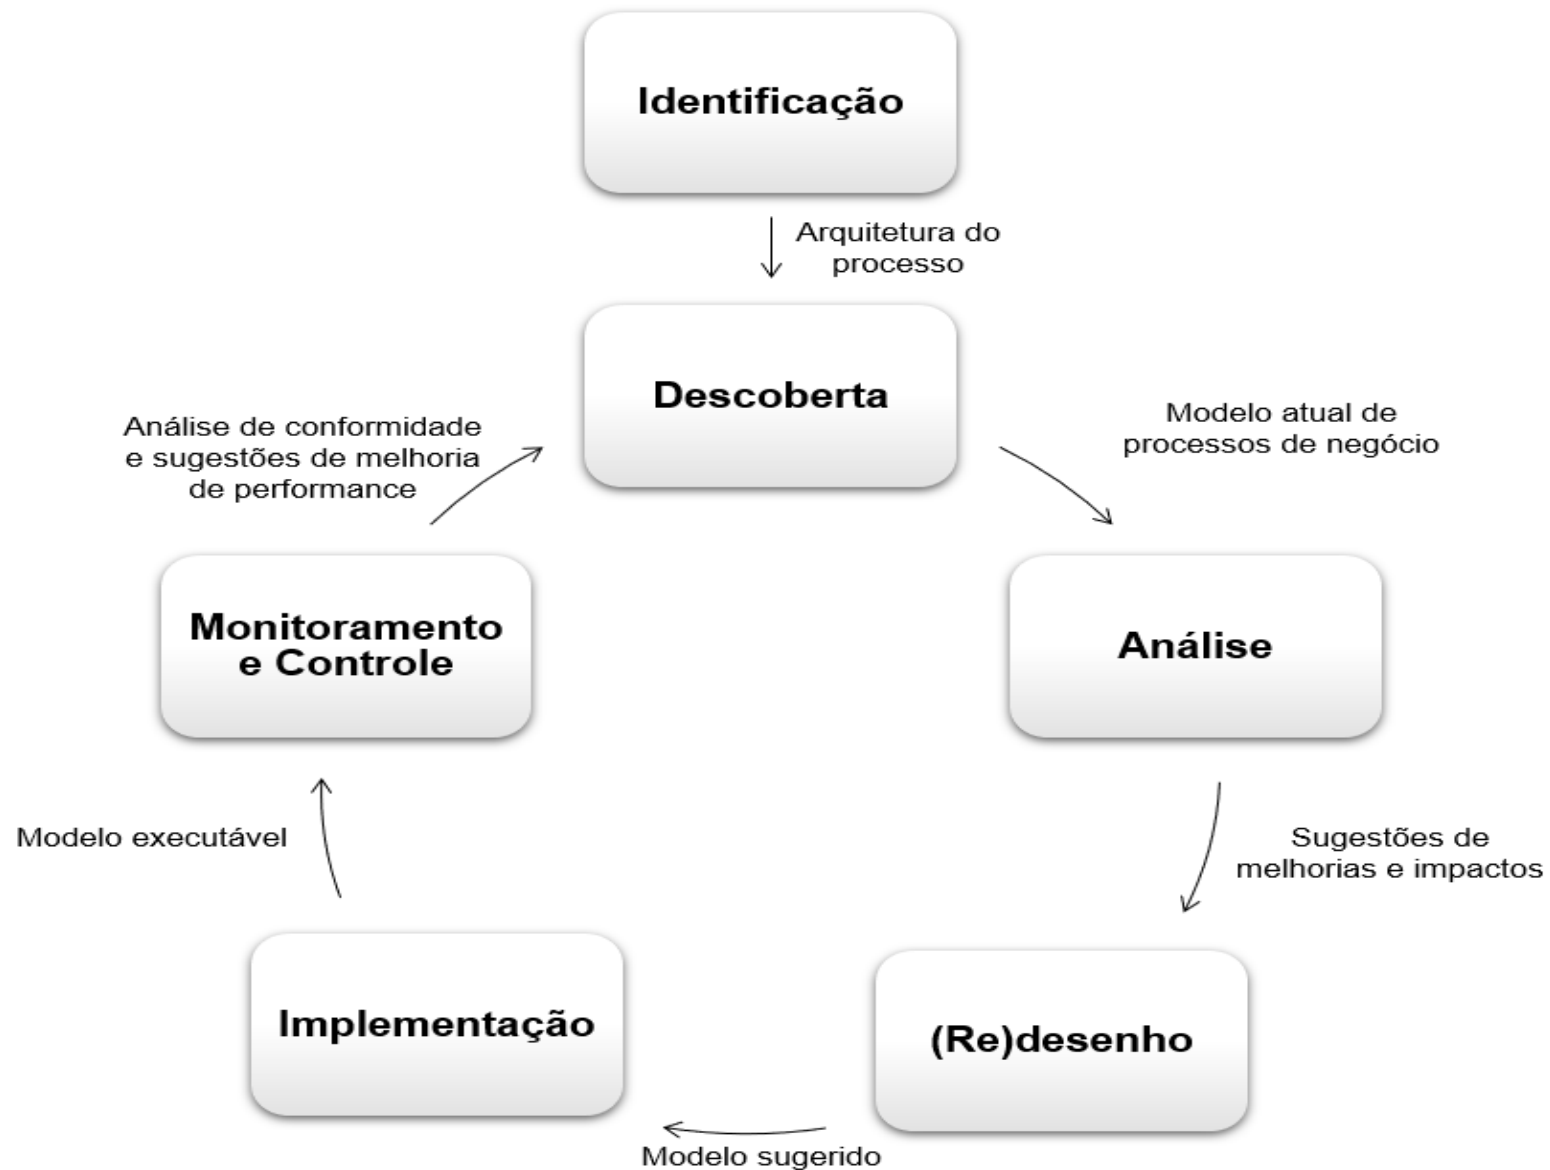 Identificação
Arquitetura do
processo
Descoberta
Modelo atual de
processos de negócio
Análise de conformidade
e sugestões de melhoria
de performance
Monitoramento
e Controle
Análise
Modelo executável
Sugestões de
melhorias e impactos
Implementação
(Re)desenho
Modelo sugerido